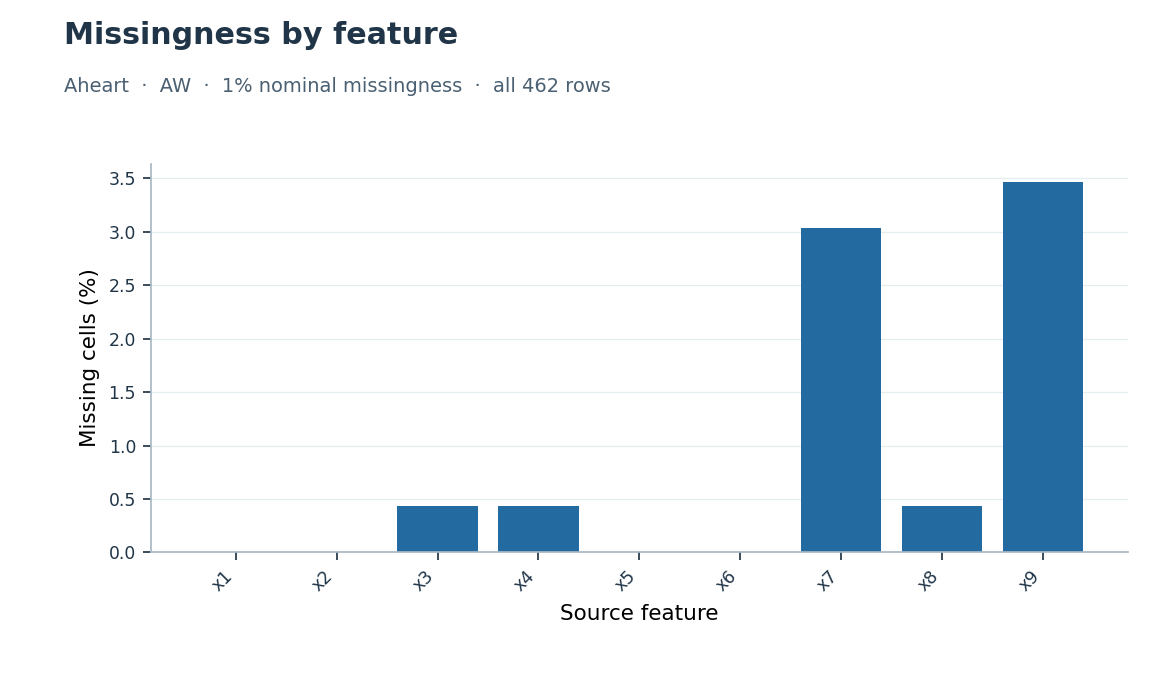 Missingness by feature
Aheart · AW · 1% nominal missingness · all 462 rows
Missing cells (%)
3.5
3.0
2.5
2.0
1.5
1.0
0.5
0.0
x1 x2 x3 x4 x5 x6 x7 x8 x9
Source feature